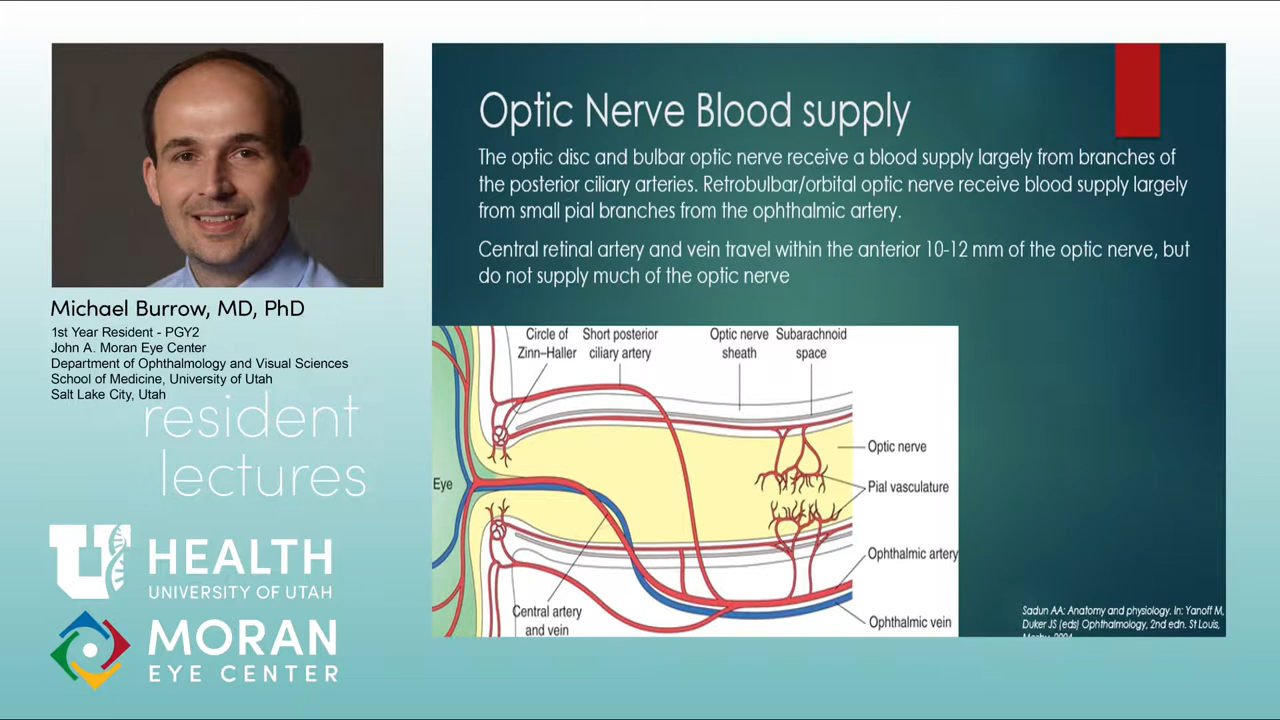 Michael Burrow, MD, PhD
1st Year Resident - PGY2
John A. Moran Eye Center
Department of Ophthalmology and Visual Sciences
School of Medicine, University of Utah
Salt Lake City, Utah
resident
lectures
U HEALTH
UNIVERSITY OF UTAH
MORAN
EYE CENTER
Optic Nerve Blood supply
The optic disc and bulbar optic nerve receive a blood supply largely from branches of
the posterior ciliary arteries. Retrobulbar/orbital optic nerve receive blood supply largely
from small pial branches from the ophthalmic artery.
Central retinal artery and vein travel within the anterior 10-12 mm of the optic nerve, but
do not supply much of the optic nerve
Circle of
Zinn–Haller
Short posterior
ciliary artery
Optic nerve
sheath
Subarachnoid
space
Optic nerve
Eye
Pial vasculature
Ophthalmic artery
Central artery
and vein
Ophthalmic vein
Sadun AA: Anatomy and physiology. In: Yanoff M,
Duker JS (eds) Ophthalmology, 2nd edn. St Louis,